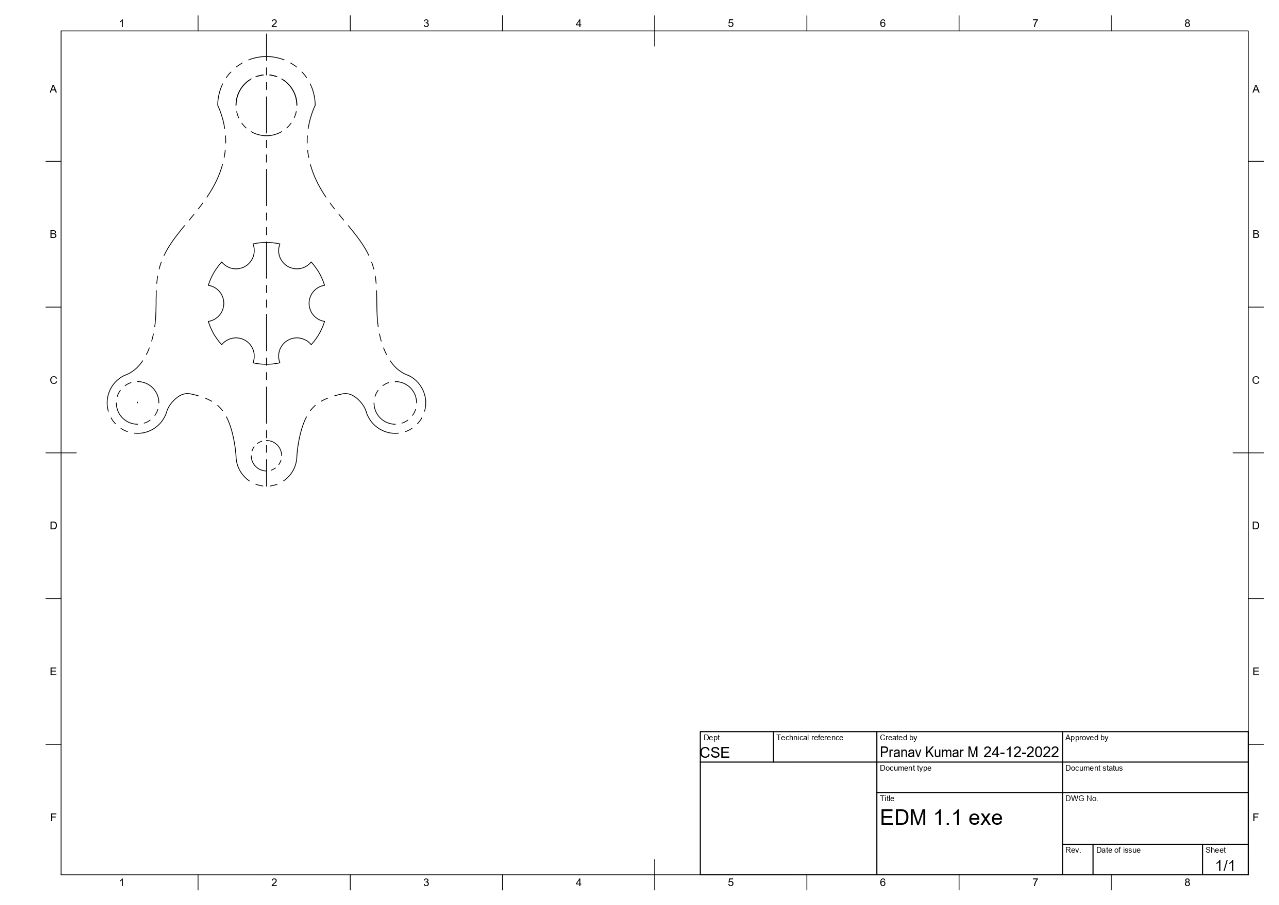 1 2 3 4 5 6 7 8
A A
B B
C C
D D
E E
Dept Technical reference Created by Approved by
CSE Pranav Kumar M 24-12-2022
Document type Document status
Title DWG No.
EDM 1.1 exe
F F
Rev. Date of issue Sheet
1/1
1 2 3 4 5 6 7 8